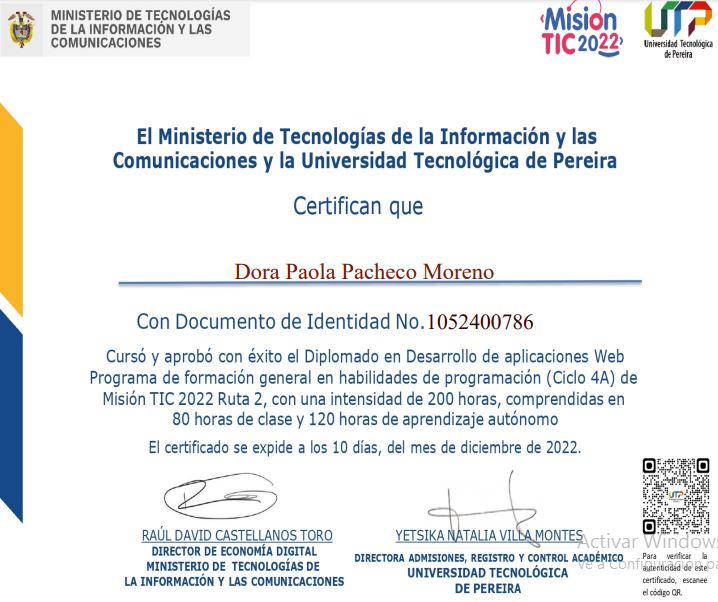 MINISTERIO DE TECNOLOGÍAS
DE LA INFORMACIÓN Y LAS
COMUNICACIONES
Misión
TIC 2022
UTP
Universidad Tecnológica
de Pereira
El Ministerio de Tecnologías de la Información y las
Comunicaciones y la Universidad Tecnológica de Pereira
Certifican que
Dora Paola Pacheco Moreno
Con Documento de Identidad No.1052400786
Cursó y aprobó con éxito el Diplomado en Desarrollo de aplicaciones Web
Programa de formación general en habilidades de programación (Ciclo 4A) de
Misión TIC 2022 Ruta 2, con una intensidad de 200 horas, comprendidas en
80 horas de clase y 120 horas de aprendizaje autónomo
El certificado se expide a los 10 días, del mes de diciembre de 2022.
RAÚL DAVID CASTELLANOS TORO
DIRECTOR DE ECONOMÍA DIGITAL
MINISTERIO DE TECNOLOGÍAS DE
LA INFORMACIÓN Y LAS COMUNICACIONES
YETSIKA NATALIA VILLA MONTES
DIRECTORA ADMISIONES, REGISTRO Y CONTROL ACADÉMICO
UNIVERSIDAD TECNOLÓGICA
DE PEREIRA
UTP
Activar Windows
Ve a Configuración pa
Para verificar la
autenticidad de este
certificado, escanee
el código QR.